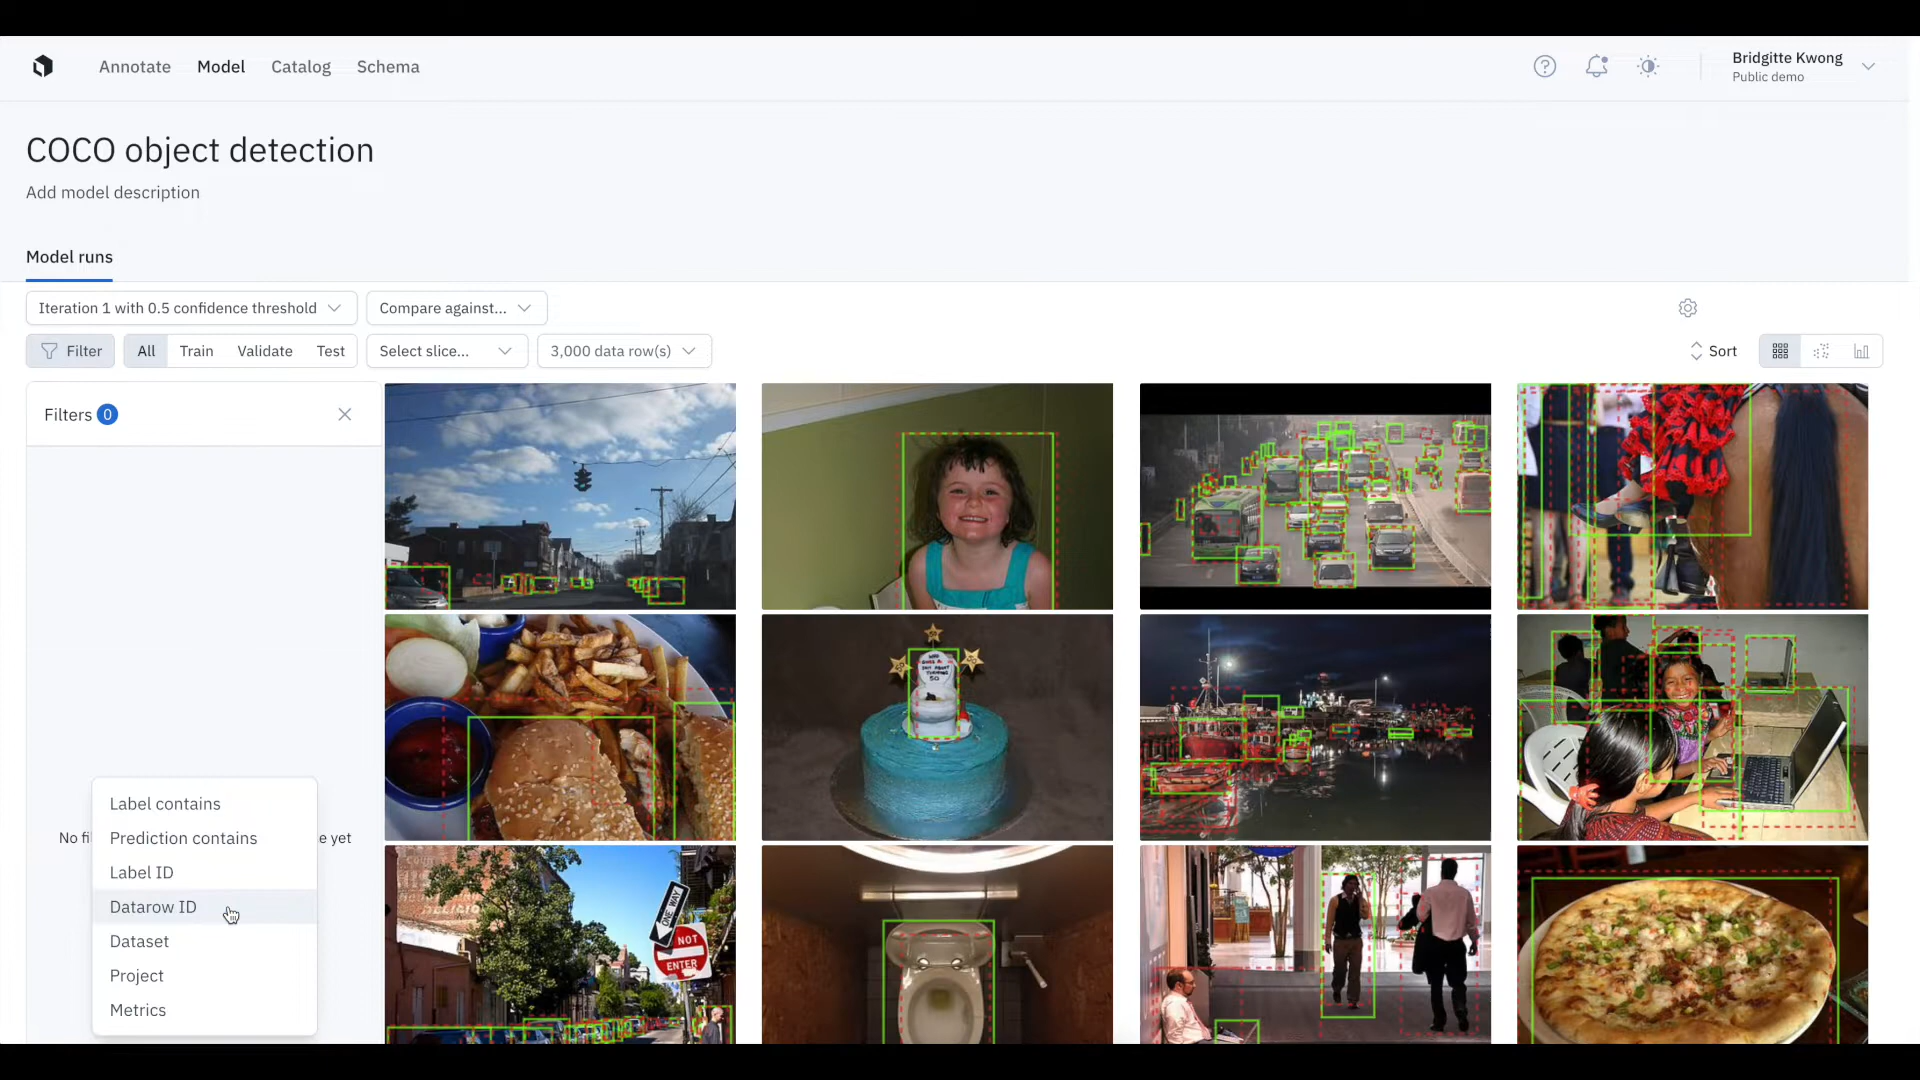 Annotate Model Catalog Schema
Bridgitte Kwong
Public demo
COCO object detection
Add model description
Model runs
Iteration 1 with 0.5 confidence threshold
Compare against...
Filter
All
Train
Validate
Test
Select slice...
3,000 data row(s)
Sort
Filters 0
No fi
e yet
Label contains
Prediction contains
Label ID
Datarow ID
Dataset
Project
Metrics
50
ONE WAY
DO NOT
ENTER